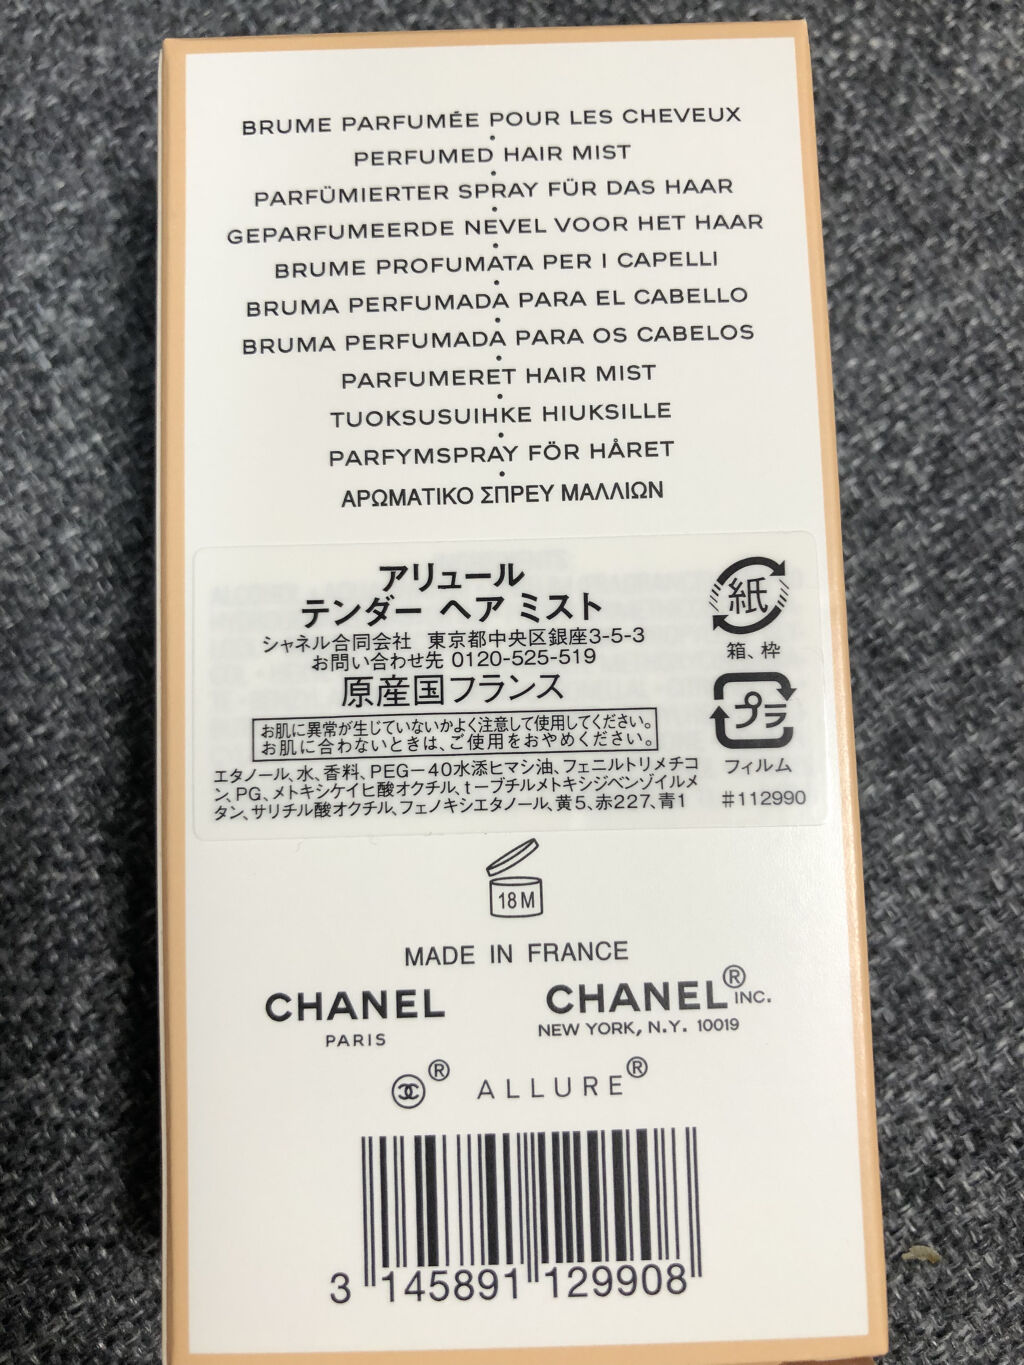 BRUME PARFUMÉE POUR LES CHEVEUX
•
PERFUMED HAIR MIST
•
PARFÜMIERTER SPRAY FÜR DAS HAAR
•
GEPARFUMEERDE NEVEL VOOR HET HAAR
•
BRUME PROFUMATA PER I CAPELLI
•
BRUMA PERFUMADA PARA EL CABELLO
•
BRUMA PERFUMADA PARA OS CABELOS
•
PARFUMERET HAIR MIST
•
TUOKSUSUIHKE HIUKSILLE
•
PARFYMSPRAY FÖR HÅRET
•
ΑΡΩΜΑΤΙΚΟ ΣΠΡΕΥ ΜΑΛΛΙΩΝ
アリュール
テンダー ヘア ミスト
シャネル合同会社 東京都中央区銀座3-5-3
お問い合わせ先 0120-525-519
原産国フランス
お肌に異常が生じていないかよく注意して使用してください。
お肌に合わないときは、ご使用をおやめください。
エタノール、水、香料、PEG－40水添ヒマシ油、フェニルトリメチコ
ン、PG、メトキシケイヒ酸オクチル、t－ブチルメトキシジベンゾイルメ
タン、サリチル酸オクチル、フェノキシエタノール、黄5、赤227、青1
紙
箱、枠
プラ
フィルム
#112990
18 M
MADE IN FRANCE
CHANEL
PARIS
CHANEL® INC.
NEW YORK, N.Y. 10019
® ALLURE®
3 145891 129908